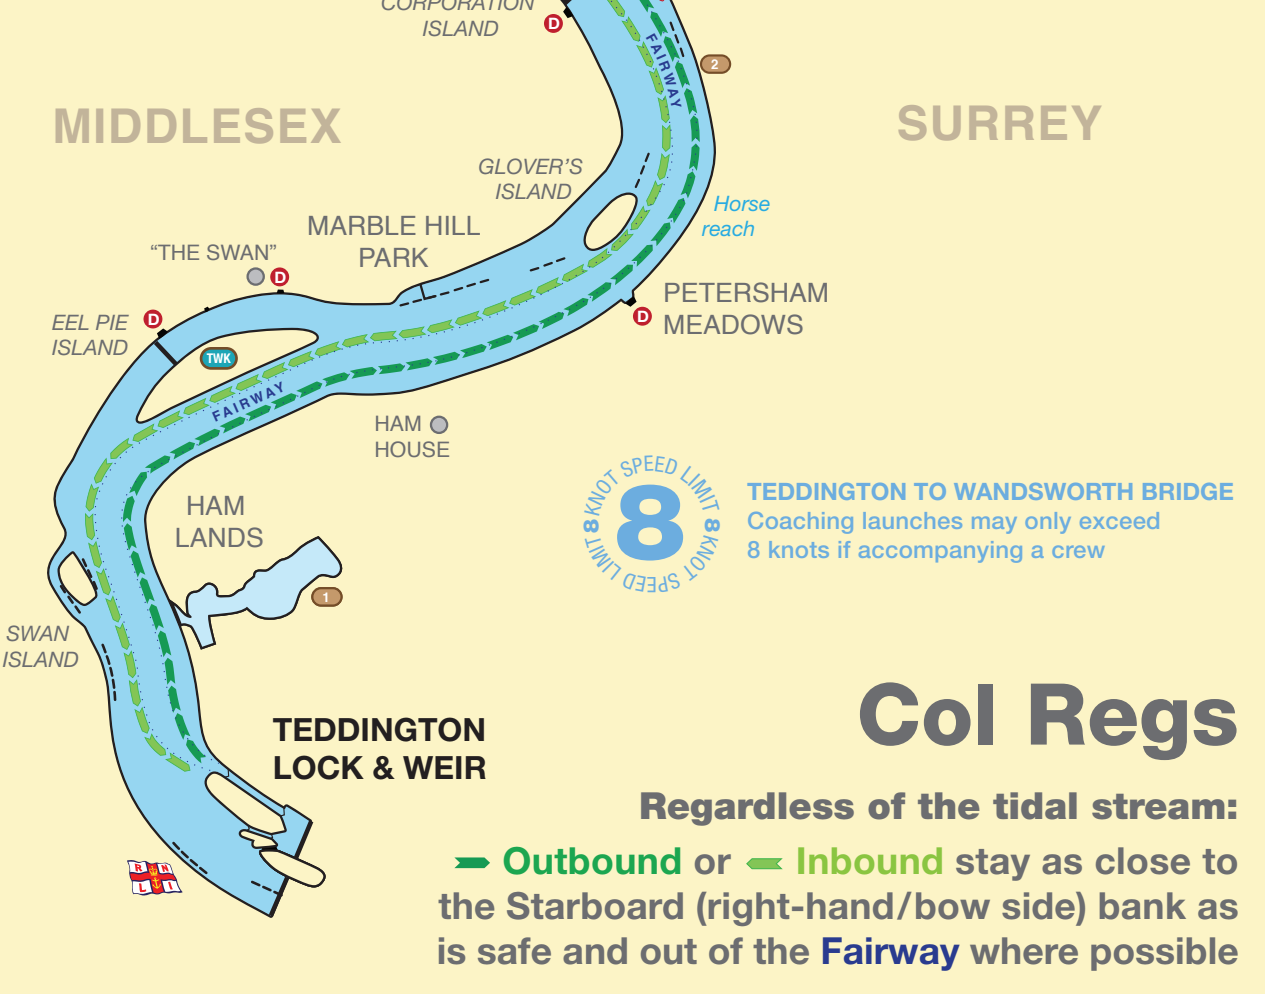 CORPORATION
ISLAND
D
FAIRWAY
2
MIDDLESEX
SURREY
GLOVER'S
ISLAND
Horse
reach
MARBLE HILL
PARK
“THE SWAN”
D
EEL PIE
ISLAND
D
TWK
PETERSHAM
MEADOWS
D
FAIRWAY
HAM
HOUSE
8 KNOT SPEED LIMIT 8 KNOT SPEED LIMIT
8
TEDDINGTON TO WANDSWORTH BRIDGE
Coaching launches may only exceed
8 knots if accompanying a crew
HAM
LANDS
1
SWAN
ISLAND
TEDDINGTON
LOCK & WEIR
R N
L I
Col Regs
Regardless of the tidal stream:
Outbound or Inbound stay as close to
the Starboard (right-hand/bow side) bank as
is safe and out of the Fairway where possible